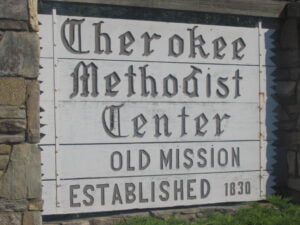 Cherokee
Methodist
Center
OLD MISSION
ESTABLISHED 1830